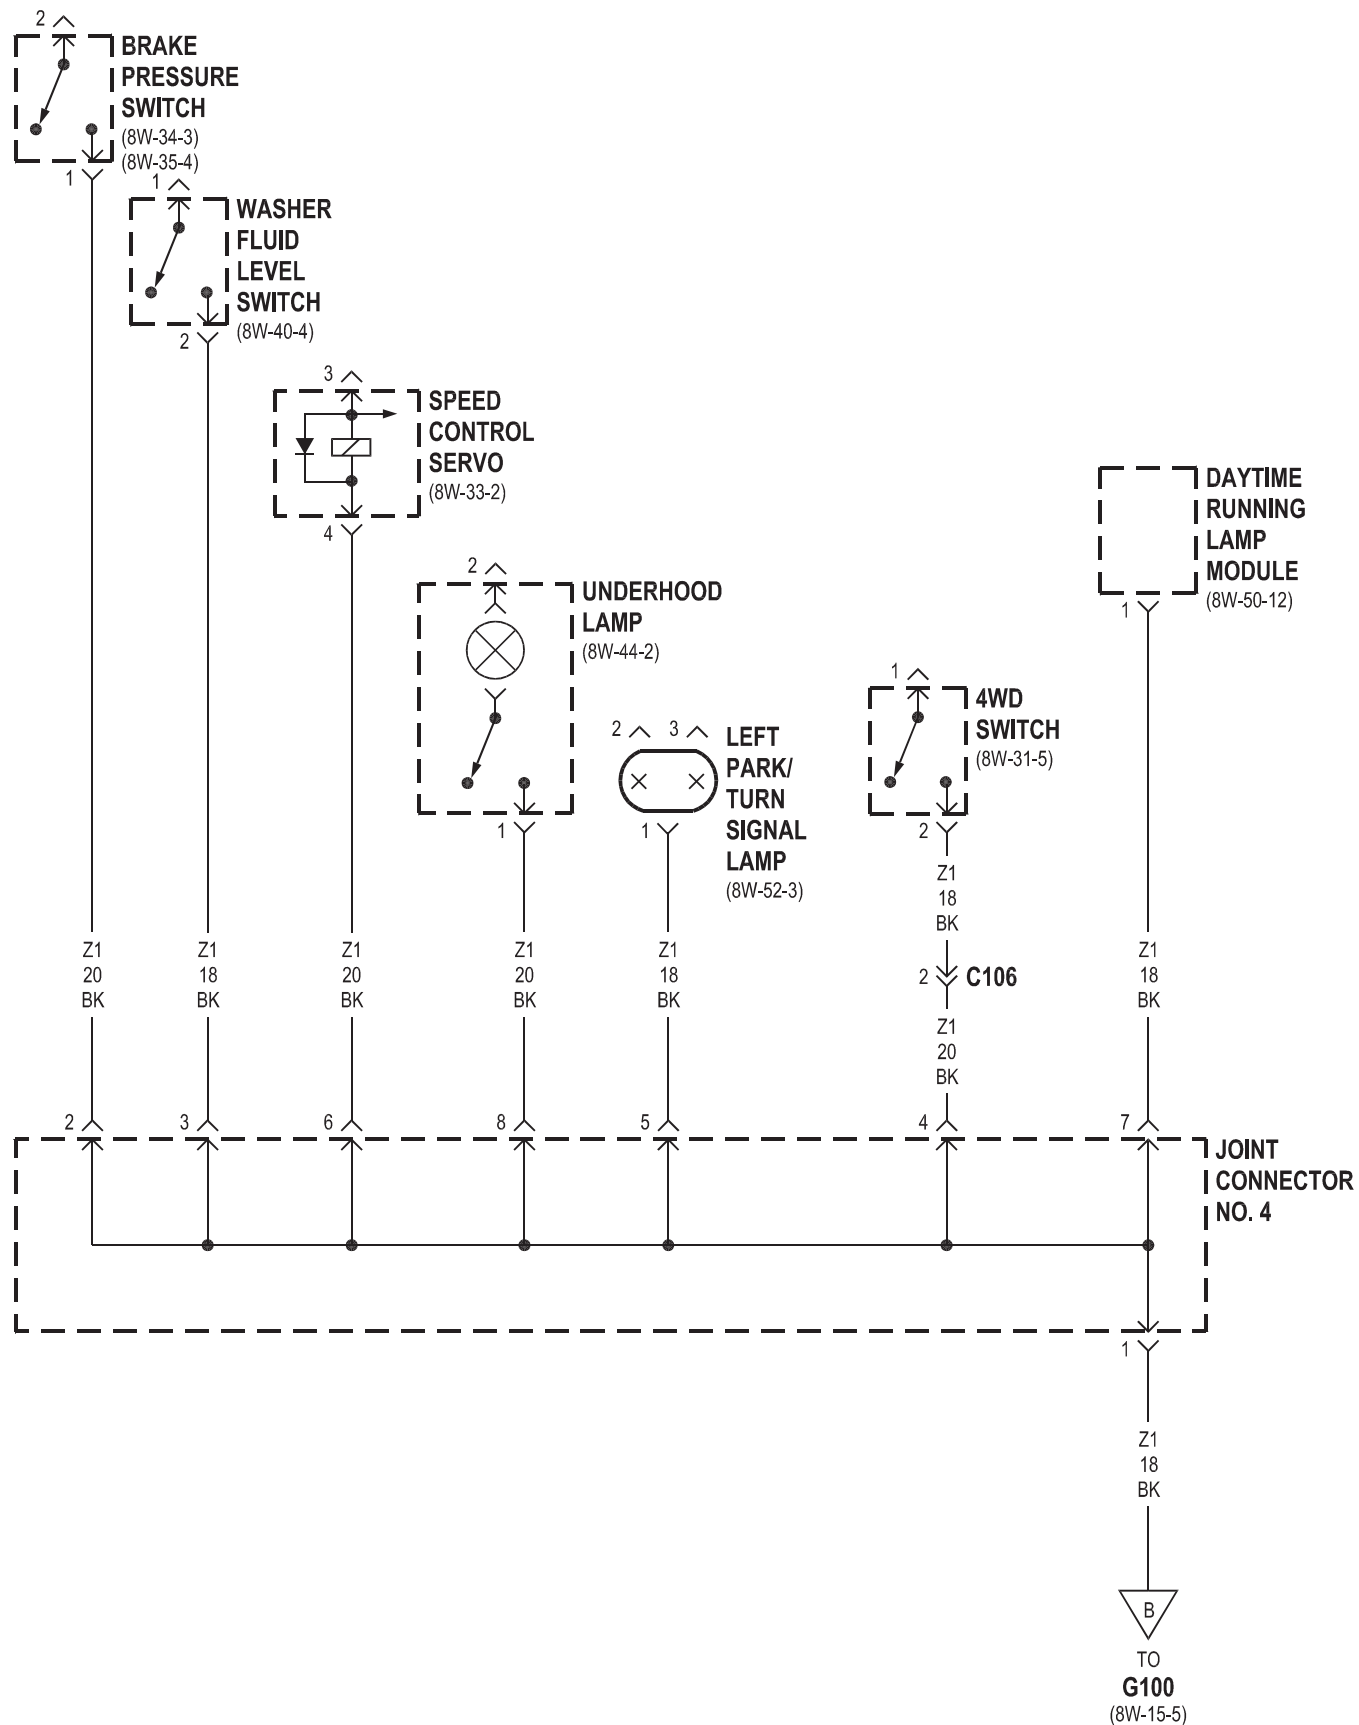 2
BRAKE
PRESSURE
SWITCH
(8W-34-3)
(8W-35-4)
1
1
WASHER
FLUID
LEVEL
SWITCH
(8W-40-4)
2
3
SPEED
CONTROL
SERVO
(8W-33-2)
4
2
UNDERHOOD
LAMP
(8W-44-2)
1
2 3
LEFT
PARK/
TURN
SIGNAL
LAMP
(8W-52-3)
1
1
4WD
SWITCH
(8W-31-5)
2
Z1
18
BK
2 C106
Z1
20
BK
DAYTIME
RUNNING
LAMP
MODULE
(8W-50-12)
1
Z1
20
BK
Z1
18
BK
Z1
20
BK
Z1
20
BK
Z1
18
BK
Z1
18
BK
2 3 6 8 5 4 7
JOINT
CONNECTOR
NO. 4
1
Z1
18
BK
B
TO
G100
(8W-15-5)